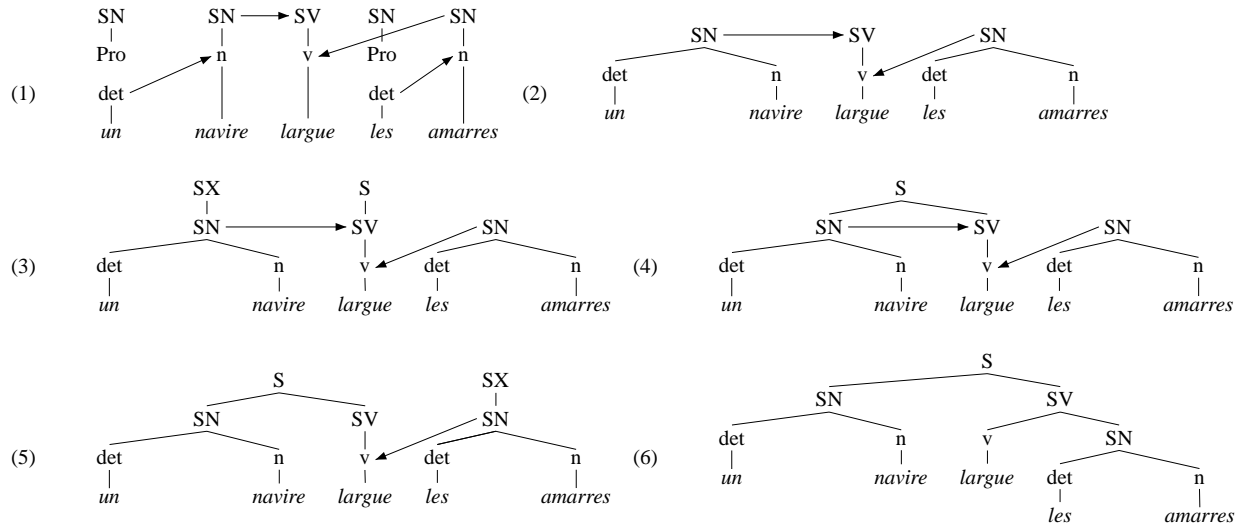 SN SN SV SN SN
Pro n v Pro n
(1) det det
un navire largue les amarres
SN SV SN
det n v det n
(2) un navire largue les amarres
SX S
SN SV SN
(3) det n v det n
un navire largue les amarres
S
SN SV SN
(4) det n v det n
un navire largue les amarres
S SX
SN SV SN
(5) det n v det n
un navire largue les amarres
S
SN SV
(6) det n v SN
un navire largue det n
les amarres